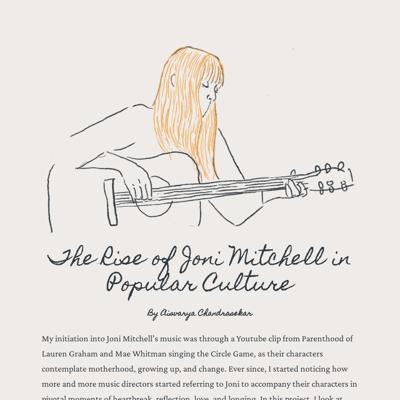 The Rise of Joni Mitchell in
Popular Culture
By Aiswarya Chandrasekar
My initiation into Joni Mitchell's music was through a Youtube clip from Parenthood of
Lauren Graham and Mae Whitman singing the Circle Game, as their characters
contemplate motherhood, growing up, and change. Ever since, I started noticing how
more and more music directors started referring to Joni to accompany their characters in
pivotal moments of heartbreak, reflection, love, and longing. In this project, I look at